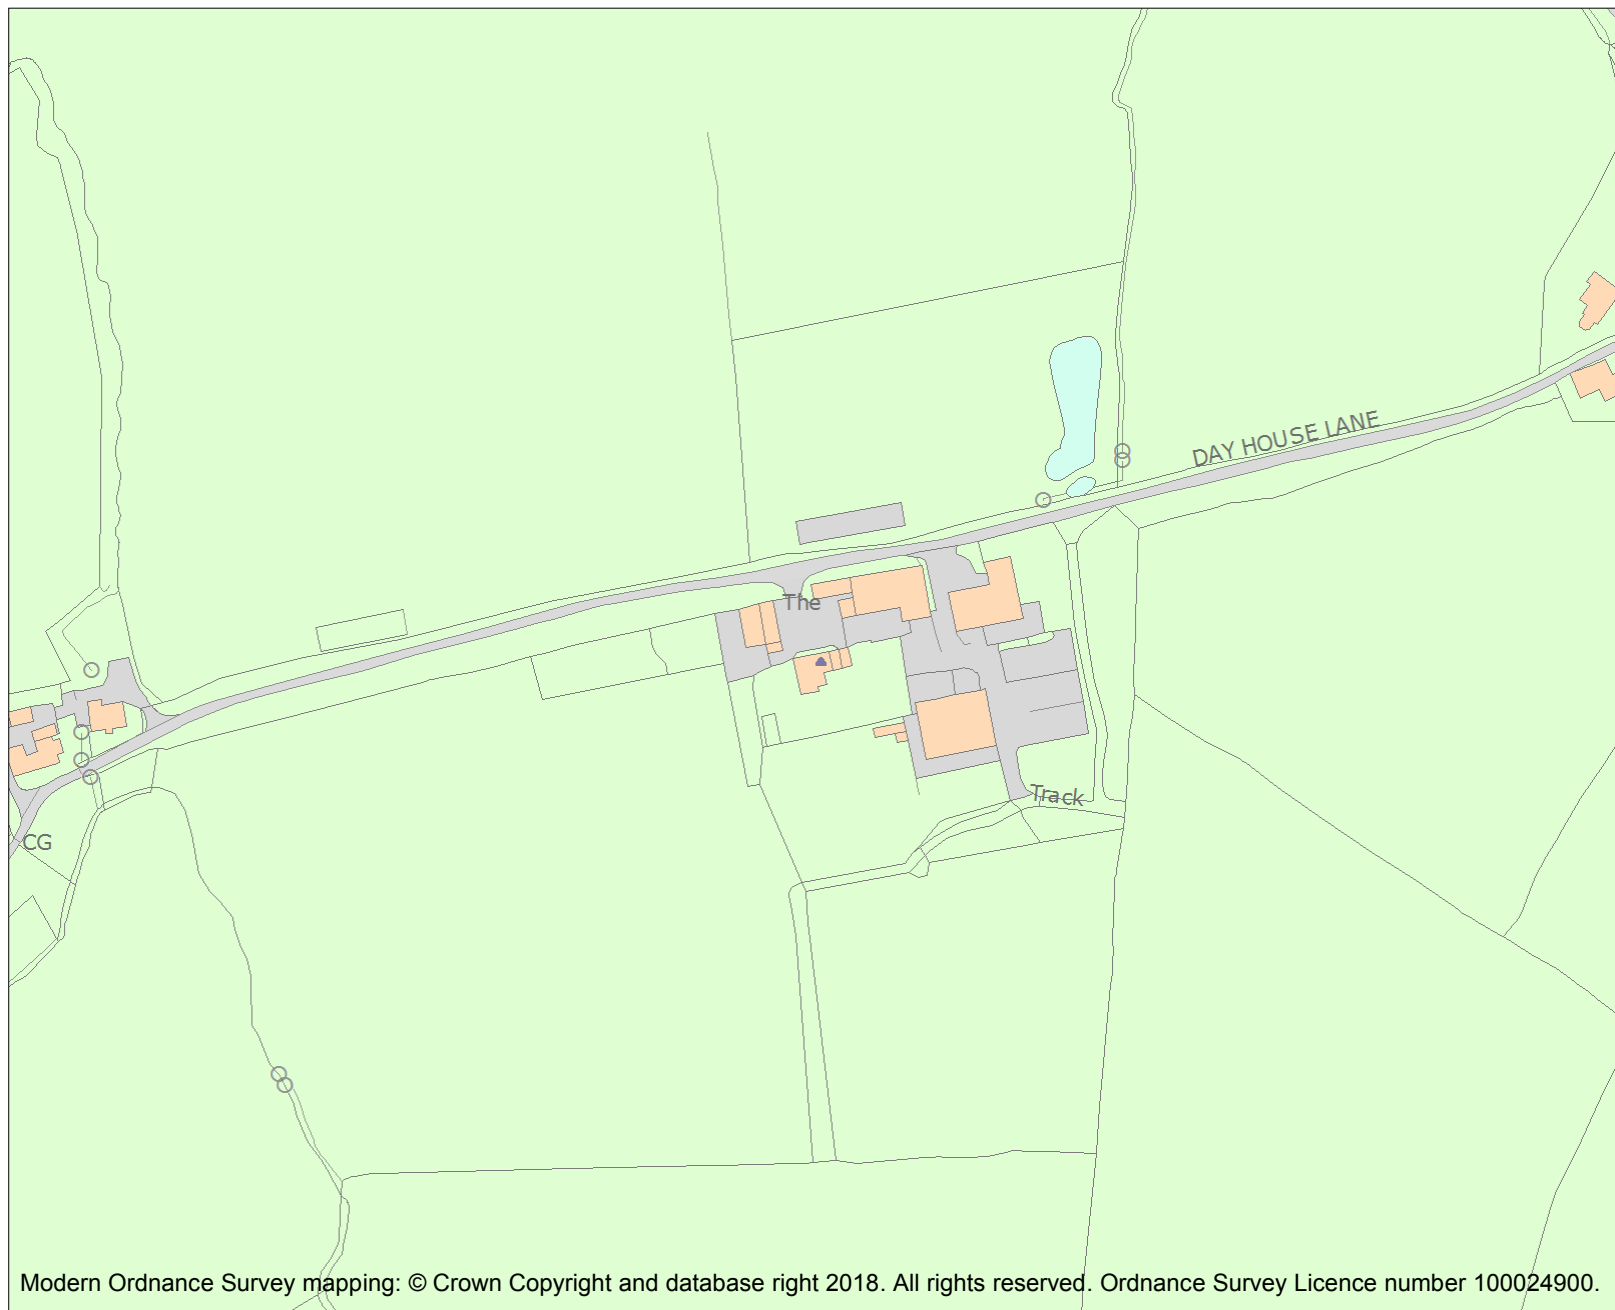 DAY HOUSE LANE
The
Track
CG
Modern Ordnance Survey mapping: © Crown Copyright and database right 2018. All rights reserved. Ordnance Survey Licence number 100024900.